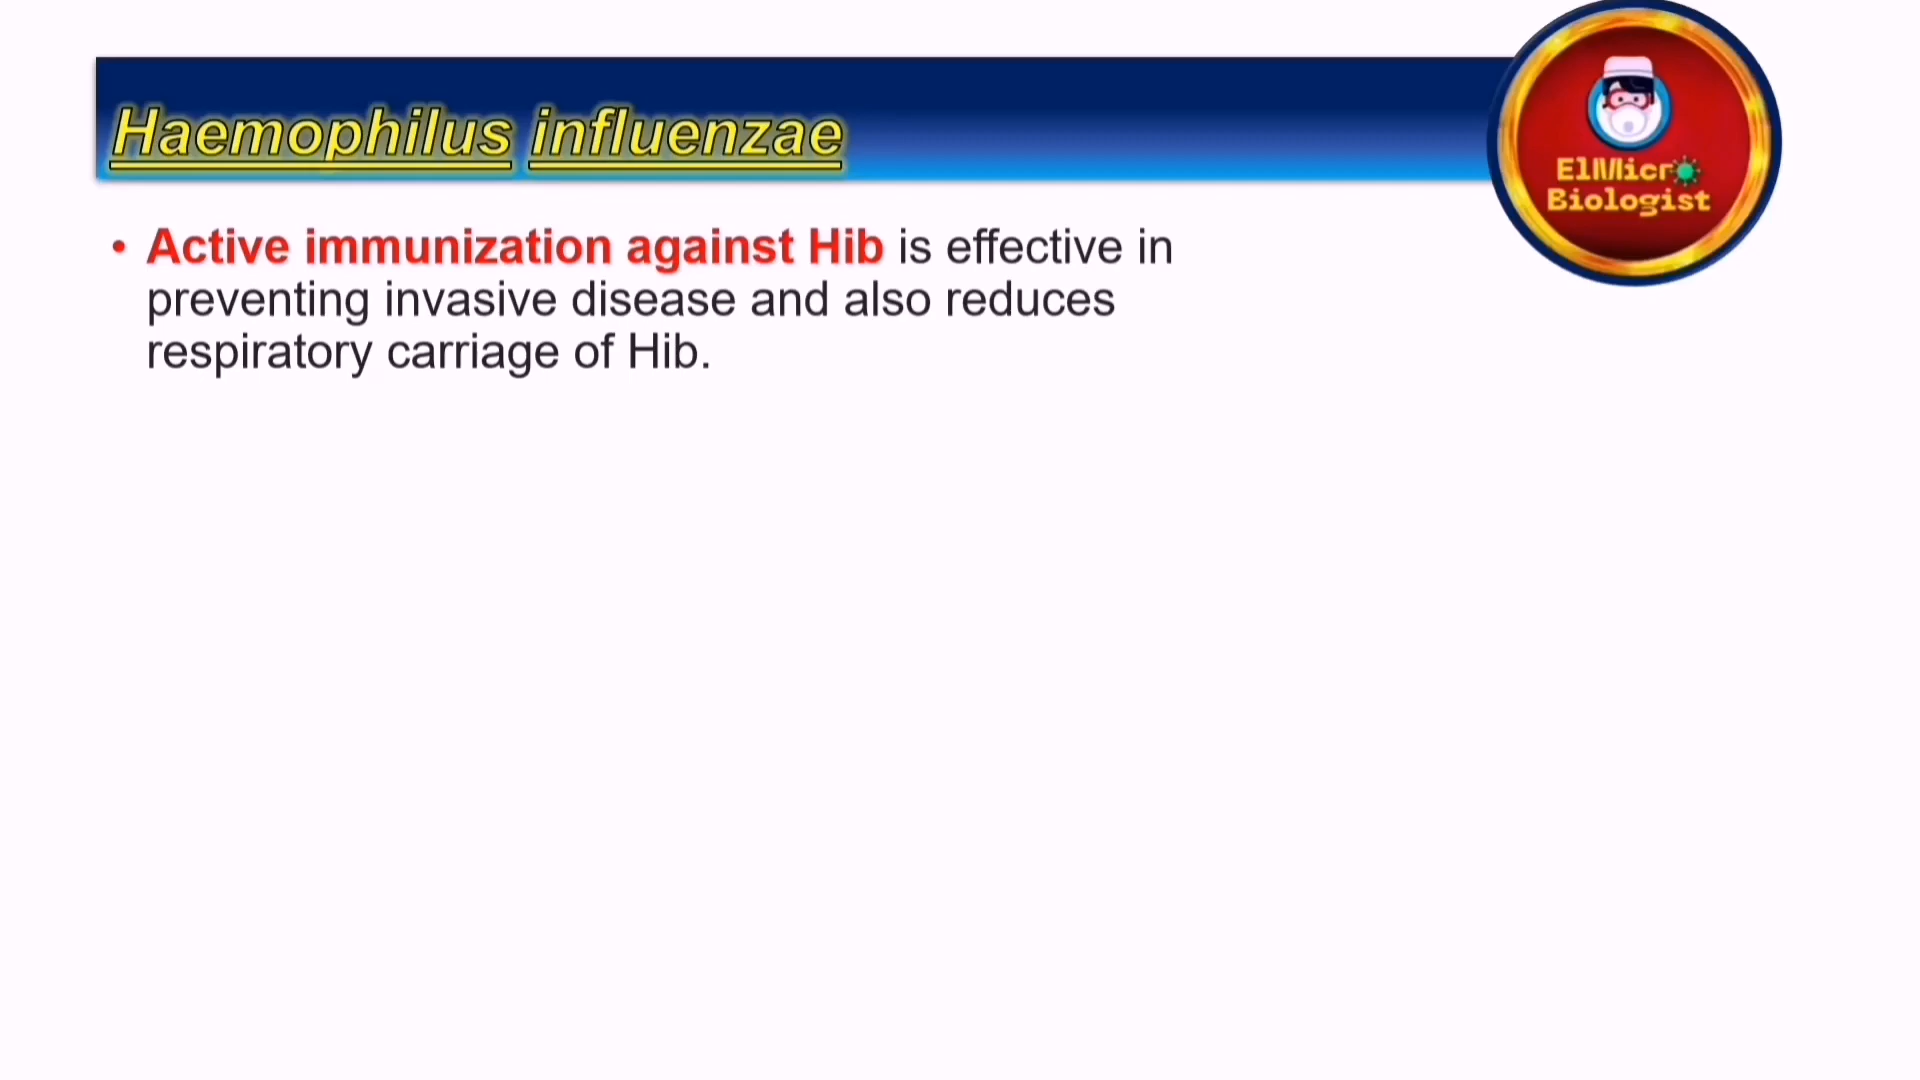 Haemophilus influenzae
ElMicro
Biologist
• Active immunization against Hib is effective in
preventing invasive disease and also reduces
respiratory carriage of Hib.